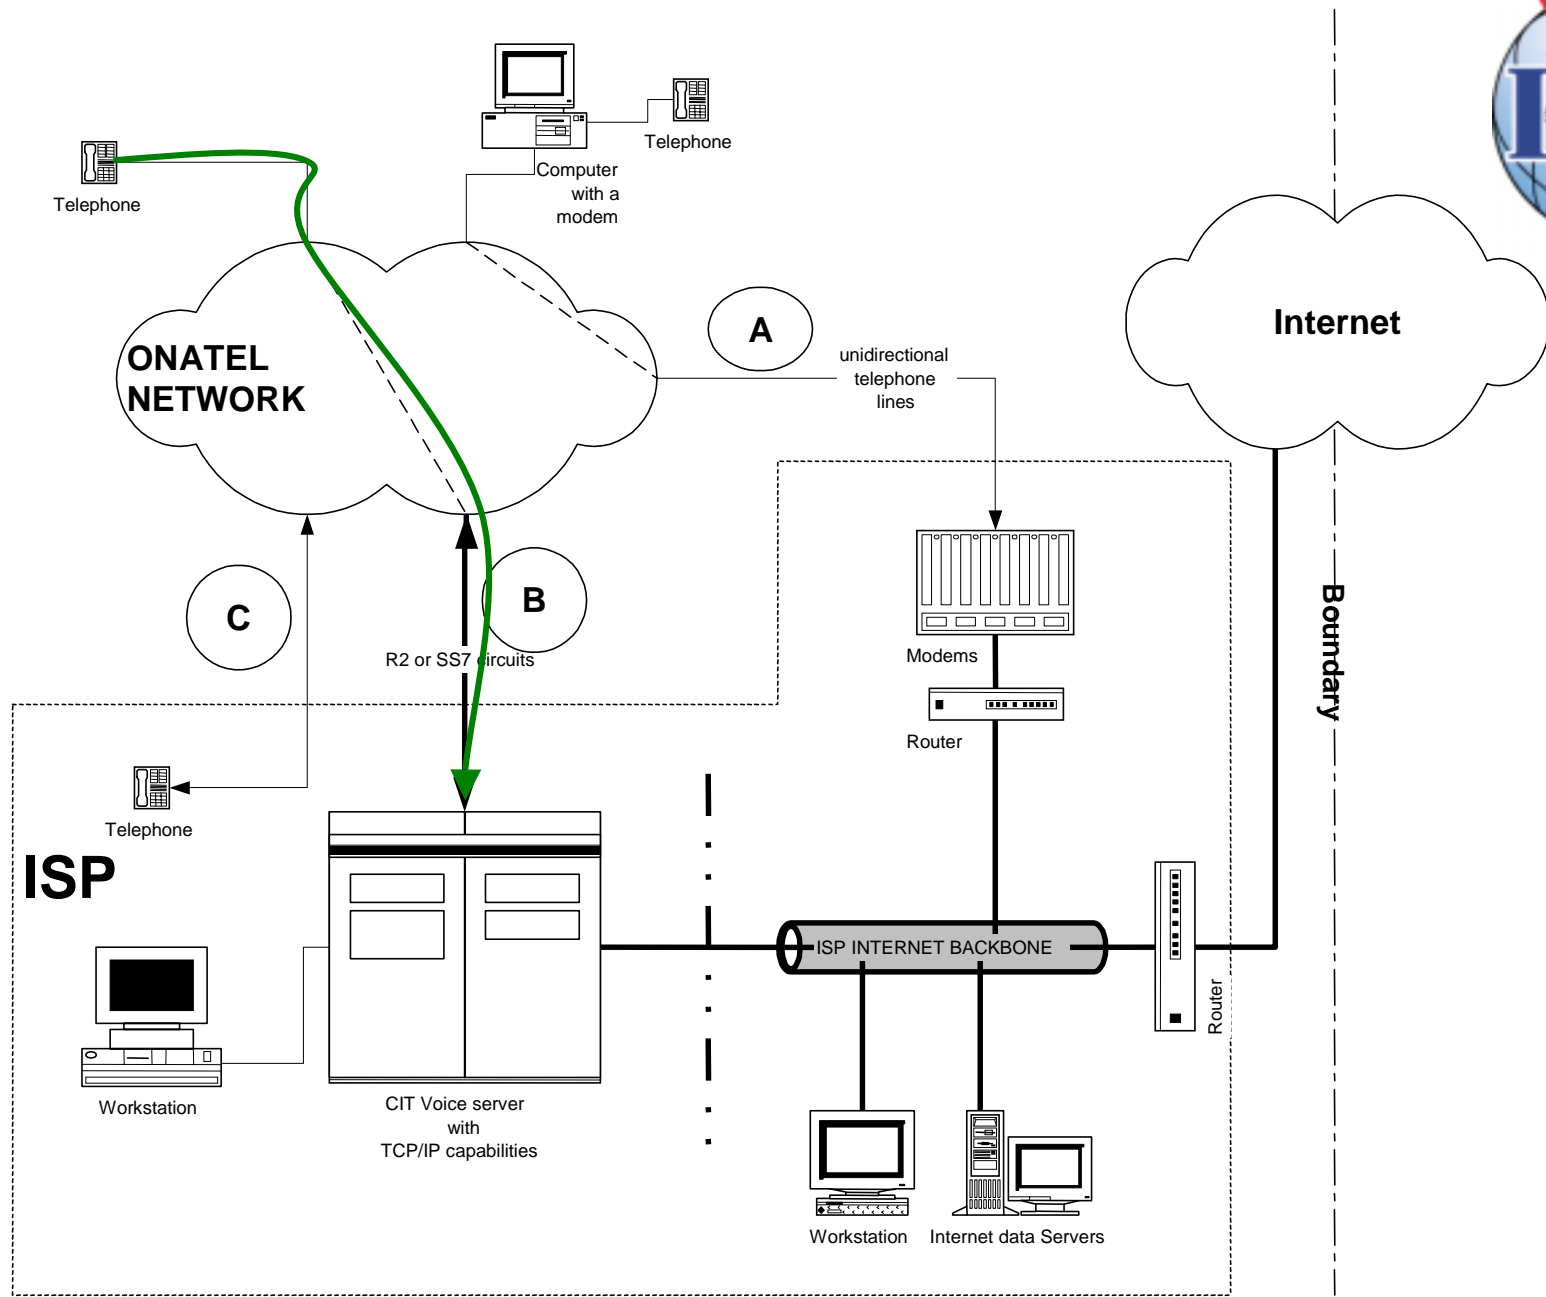 Telephone
Telephone
Computer
with a
modem
ONATEL
NETWORK
A
unidirectional
telephone
lines
Internet
C
B
R2 or SS7 circuits
Modems
Router
Boundary
Telephone
ISP
ISP INTERNET BACKBONE
Router
Workstation
CIT Voice server
with
TCP/IP capabilities
Workstation
Internet data Servers